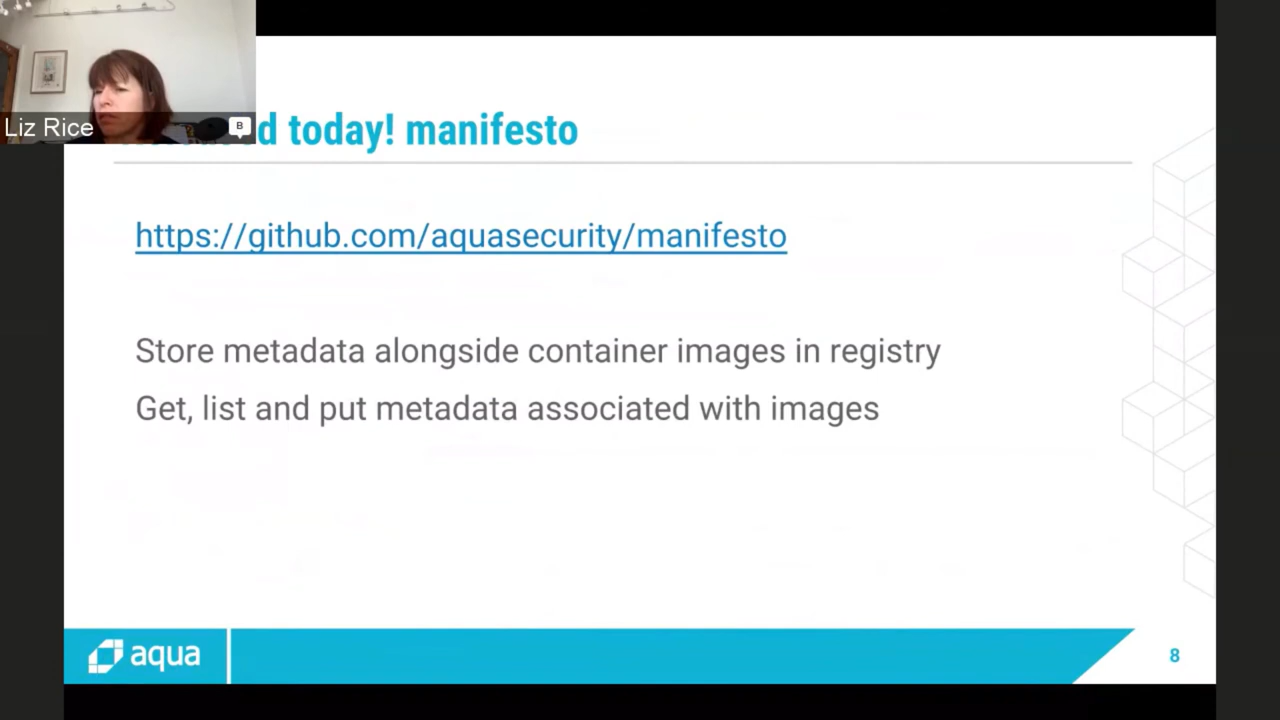 Liz Rice
B
today! manifesto
https://github.com/aquasecurity/manifesto
Store metadata alongside container images in registry
Get, list and put metadata associated with images
aqua
8